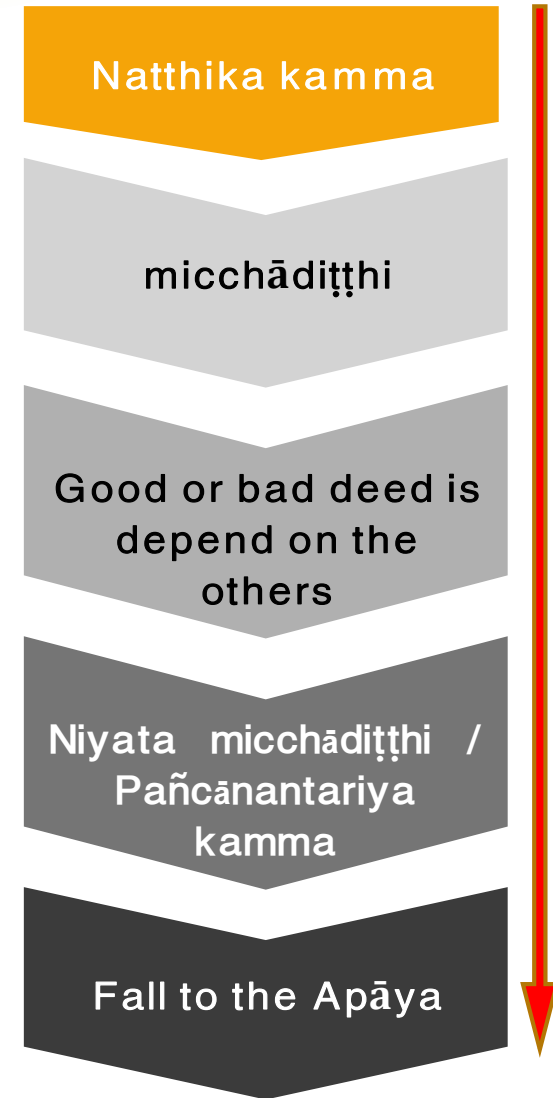 Natthika kamma
micchādiṭṭhi
Good or bad deed is
depend on the
others
Niyata micchādiṭṭhi /
Pañcānantariya
kamma
Fall to the Apāya